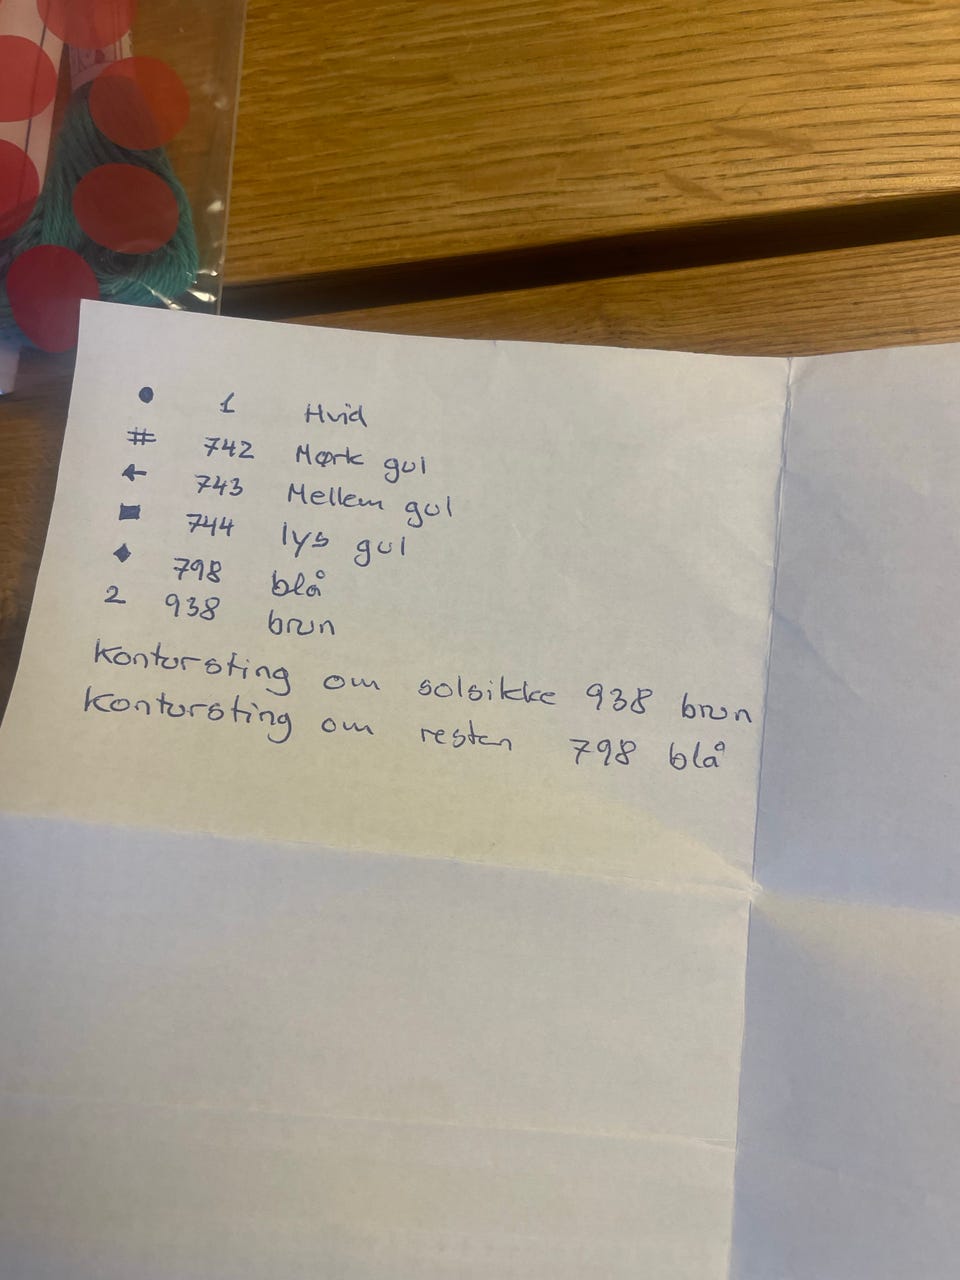 ● 1 Hvid
# 742 Mørk gul
← 743 Mellem gul
■ 744 lys gul
◆ 798 blå
2 938 brun
Kontursting om solsikke 938 brun
Kontursting om resten 798 blå